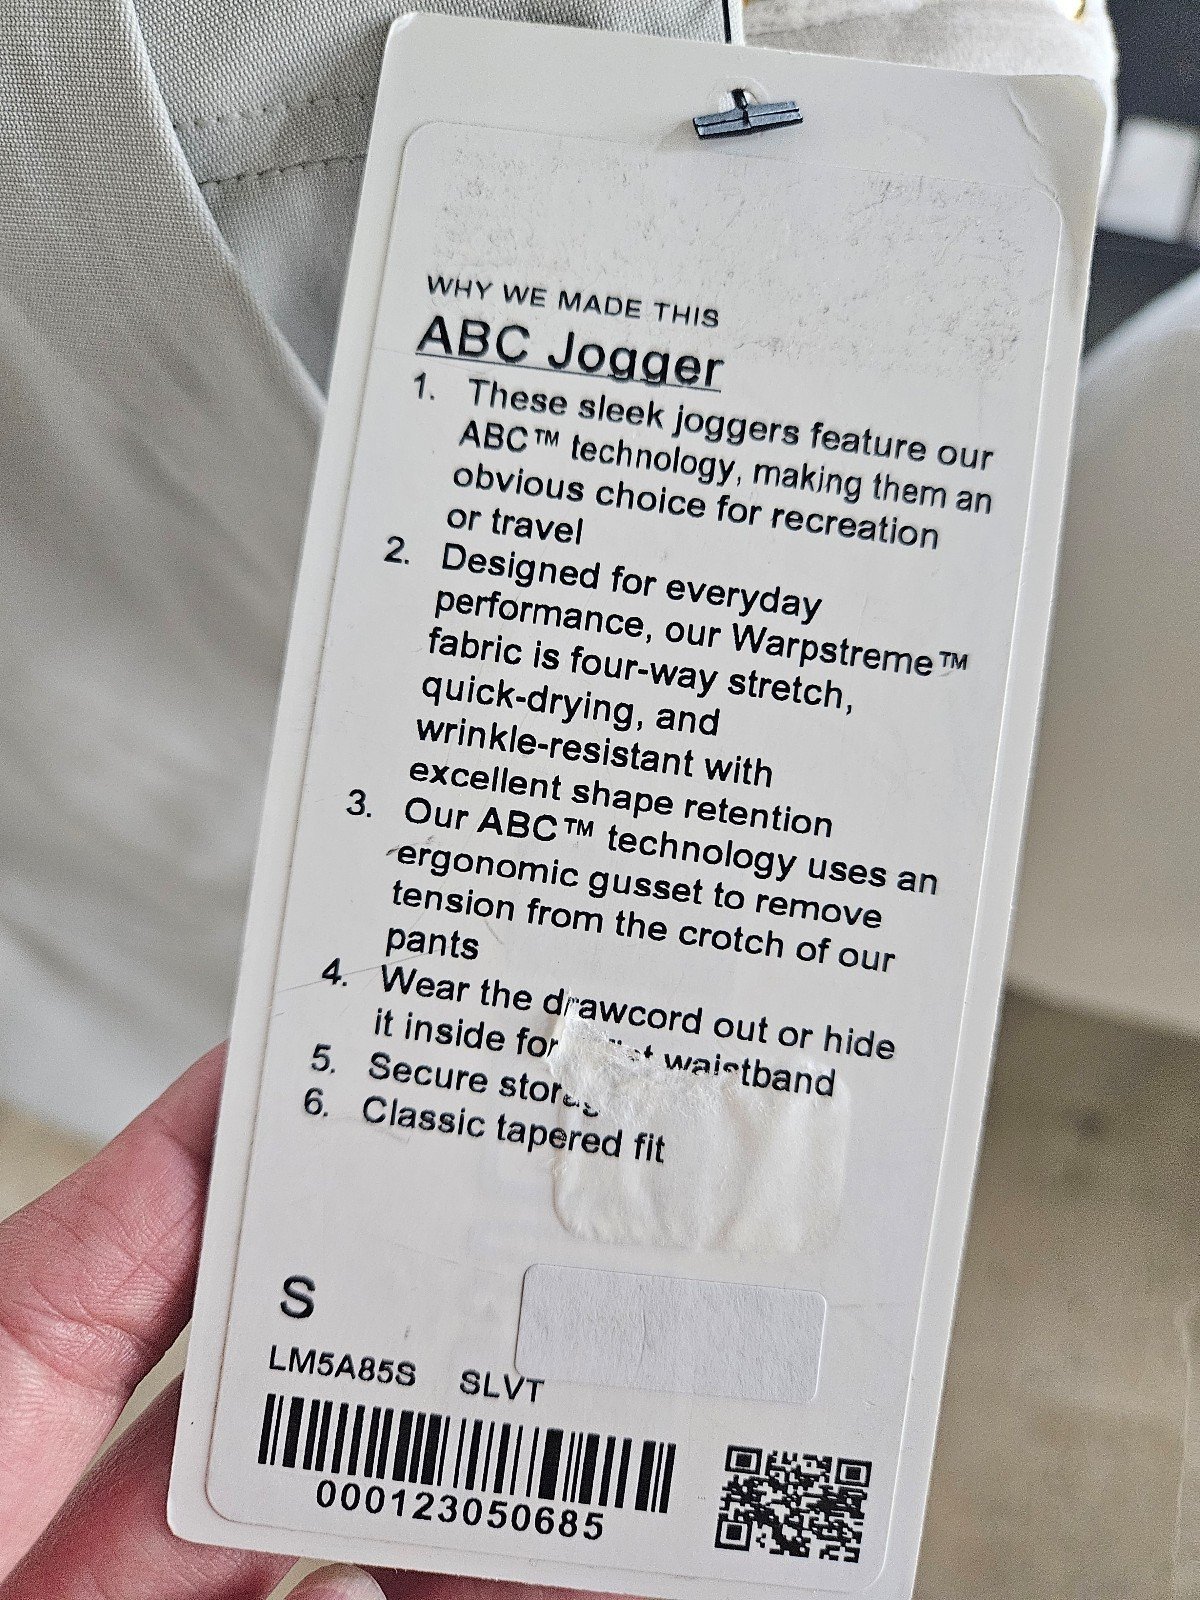 WHY WE MADE THIS
ABC Jogger
1. These sleek joggers feature our
ABC™ technology, making them an
obvious choice for recreation
or travel
2. Designed for everyday
performance, our Warpstreme™
fabric is four-way stretch,
quick-drying, and
wrinkle-resistant with
excellent shape retention
3. Our ABC™ technology uses an
ergonomic gusset to remove
tension from the crotch of our
pants
4. Wear the drawcord out or hide
it inside for waistband
5. Secure
6. Classic tapered fit
S
LM5A85S SLVT
000123050685